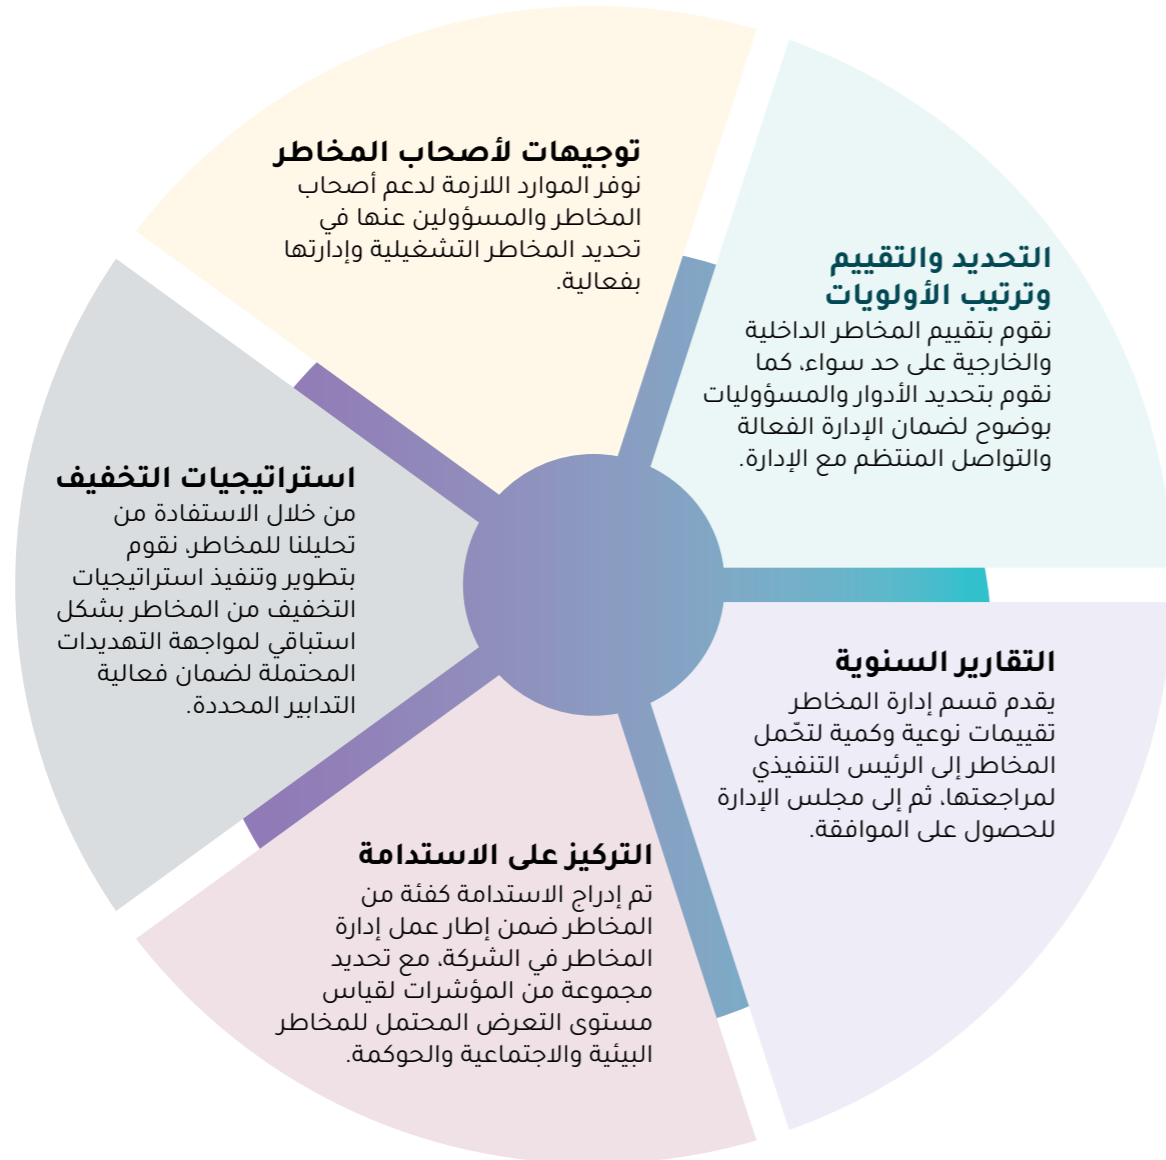 توجيهات لأصحاب المخاطر
نوفر الموارد اللازمة لدعم أصحاب
المخاطر والمسؤولين عنها في
تحديد المخاطر التشغيلية وإدارتها
بفعالية.
التحديد والتقييم
وترتيب الأولويات
نقوم بتقييم المخاطر الداخلية
والخارجية على حد سواء، كما
نقوم بتحديد الأدوار والمسؤوليات
بوضوح لضمان الإدارة الفعالة
والتواصل المنتظم مع الإدارة.
استراتيجيات التخفيف
من خلال الاستفادة من
تحليلنا للمخاطر، نقوم
بتطوير وتنفيذ استراتيجيات
التخفيف من المخاطر بشكل
استباقي لمواجهة التهديدات
المحتملة لضمان فعالية
التدابير المحددة.
التقارير السنوية
يقدم قسم إدارة المخاطر
تقييمات نوعية وكمية لتحّمل
المخاطر إلى الرئيس التنفيذي
لمراجعتها، ثم إلى مجلس الإدارة
للحصول على الموافقة.
التركيز على الاستدامة
تم إدراج الاستدامة كفئة من
المخاطر ضمن إطار عمل إدارة
المخاطر في الشركة، مع تحديد
مجموعة من المؤشرات لقياس
مستوى التعرض المحتمل للمخاطر
البيئية والاجتماعية والحوكمة.